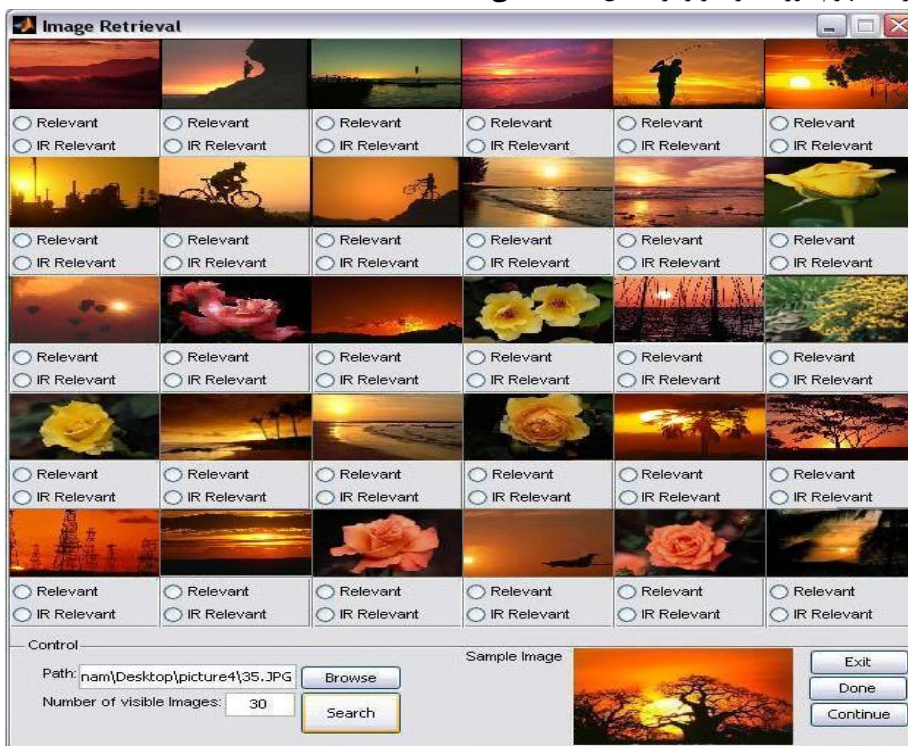 Image Retrieval
Relevant Relevant Relevant Relevant Relevant Relevant
IR Relevant IR Relevant IR Relevant IR Relevant IR Relevant IR Relevant
Relevant Relevant Relevant Relevant Relevant Relevant
IR Relevant IR Relevant IR Relevant IR Relevant IR Relevant IR Relevant
Relevant Relevant Relevant Relevant Relevant Relevant
IR Relevant IR Relevant IR Relevant IR Relevant IR Relevant IR Relevant
Relevant Relevant Relevant Relevant Relevant Relevant
IR Relevant IR Relevant IR Relevant IR Relevant IR Relevant IR Relevant
Relevant Relevant Relevant Relevant Relevant Relevant
IR Relevant IR Relevant IR Relevant IR Relevant IR Relevant IR Relevant
Control
Path: nam\Desktop\picture4\35.JPG Browse
Number of visible Images: 30 Search
Sample Image
Exit
Done
Continue